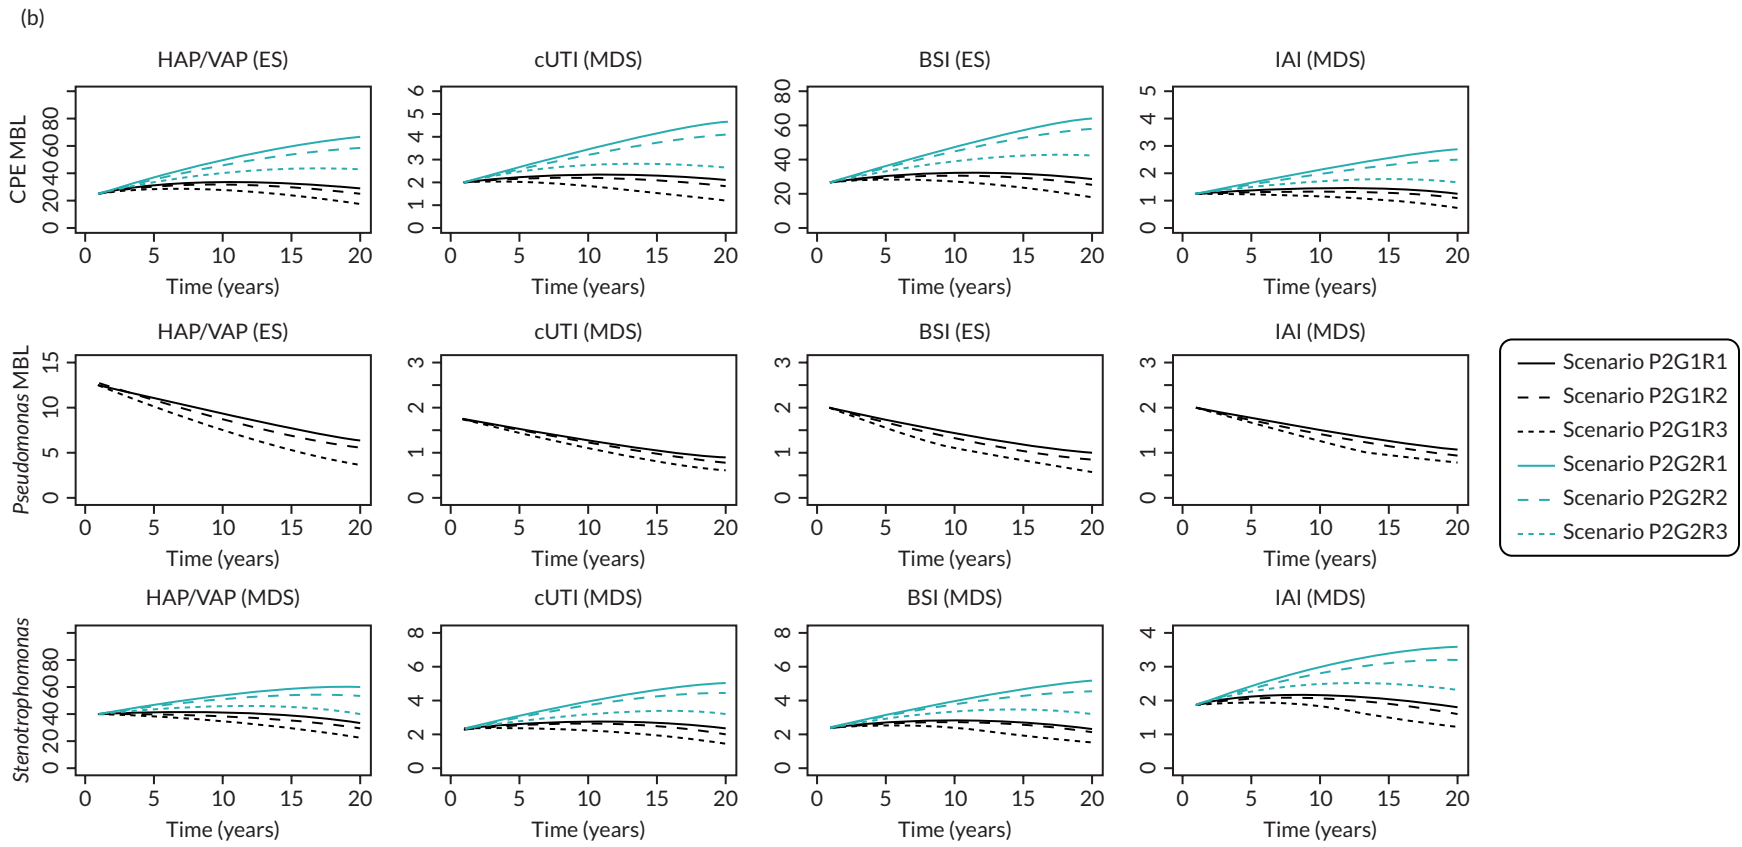 (b)
HAP/VAP (ES)
cUTI (MDS)
BSI (ES)
IAI (MDS)
CPE MBL
0 20 40 60 80
0 1 2 3 4 5 6
0 20 40 60 80
0 1 2 3 4 5
0 5 10 15 20
0 5 10 15 20
0 5 10 15 20
0 5 10 15 20
Time (years)
Time (years)
Time (years)
Time (years)
HAP/VAP (ES)
cUTI (MDS)
BSI (ES)
IAI (MDS)
Pseudomonas MBL
0 5 10 15
0 1 2 3
0 1 2 3
0 1 2 3
0 5 10 15 20
0 5 10 15 20
0 5 10 15 20
0 5 10 15 20
Time (years)
Time (years)
Time (years)
Time (years)
Scenario P2G1R1
Scenario P2G1R2
Scenario P2G1R3
Scenario P2G2R1
Scenario P2G2R2
Scenario P2G2R3
HAP/VAP (MDS)
cUTI (MDS)
BSI (MDS)
IAI (MDS)
Stenotrophomonas
0 20 40 60 80
0 2 4 6 8
0 2 4 6 8
0 1 2 3 4
0 5 10 15 20
0 5 10 15 20
0 5 10 15 20
0 5 10 15 20
Time (years)
Time (years)
Time (years)
Time (years)